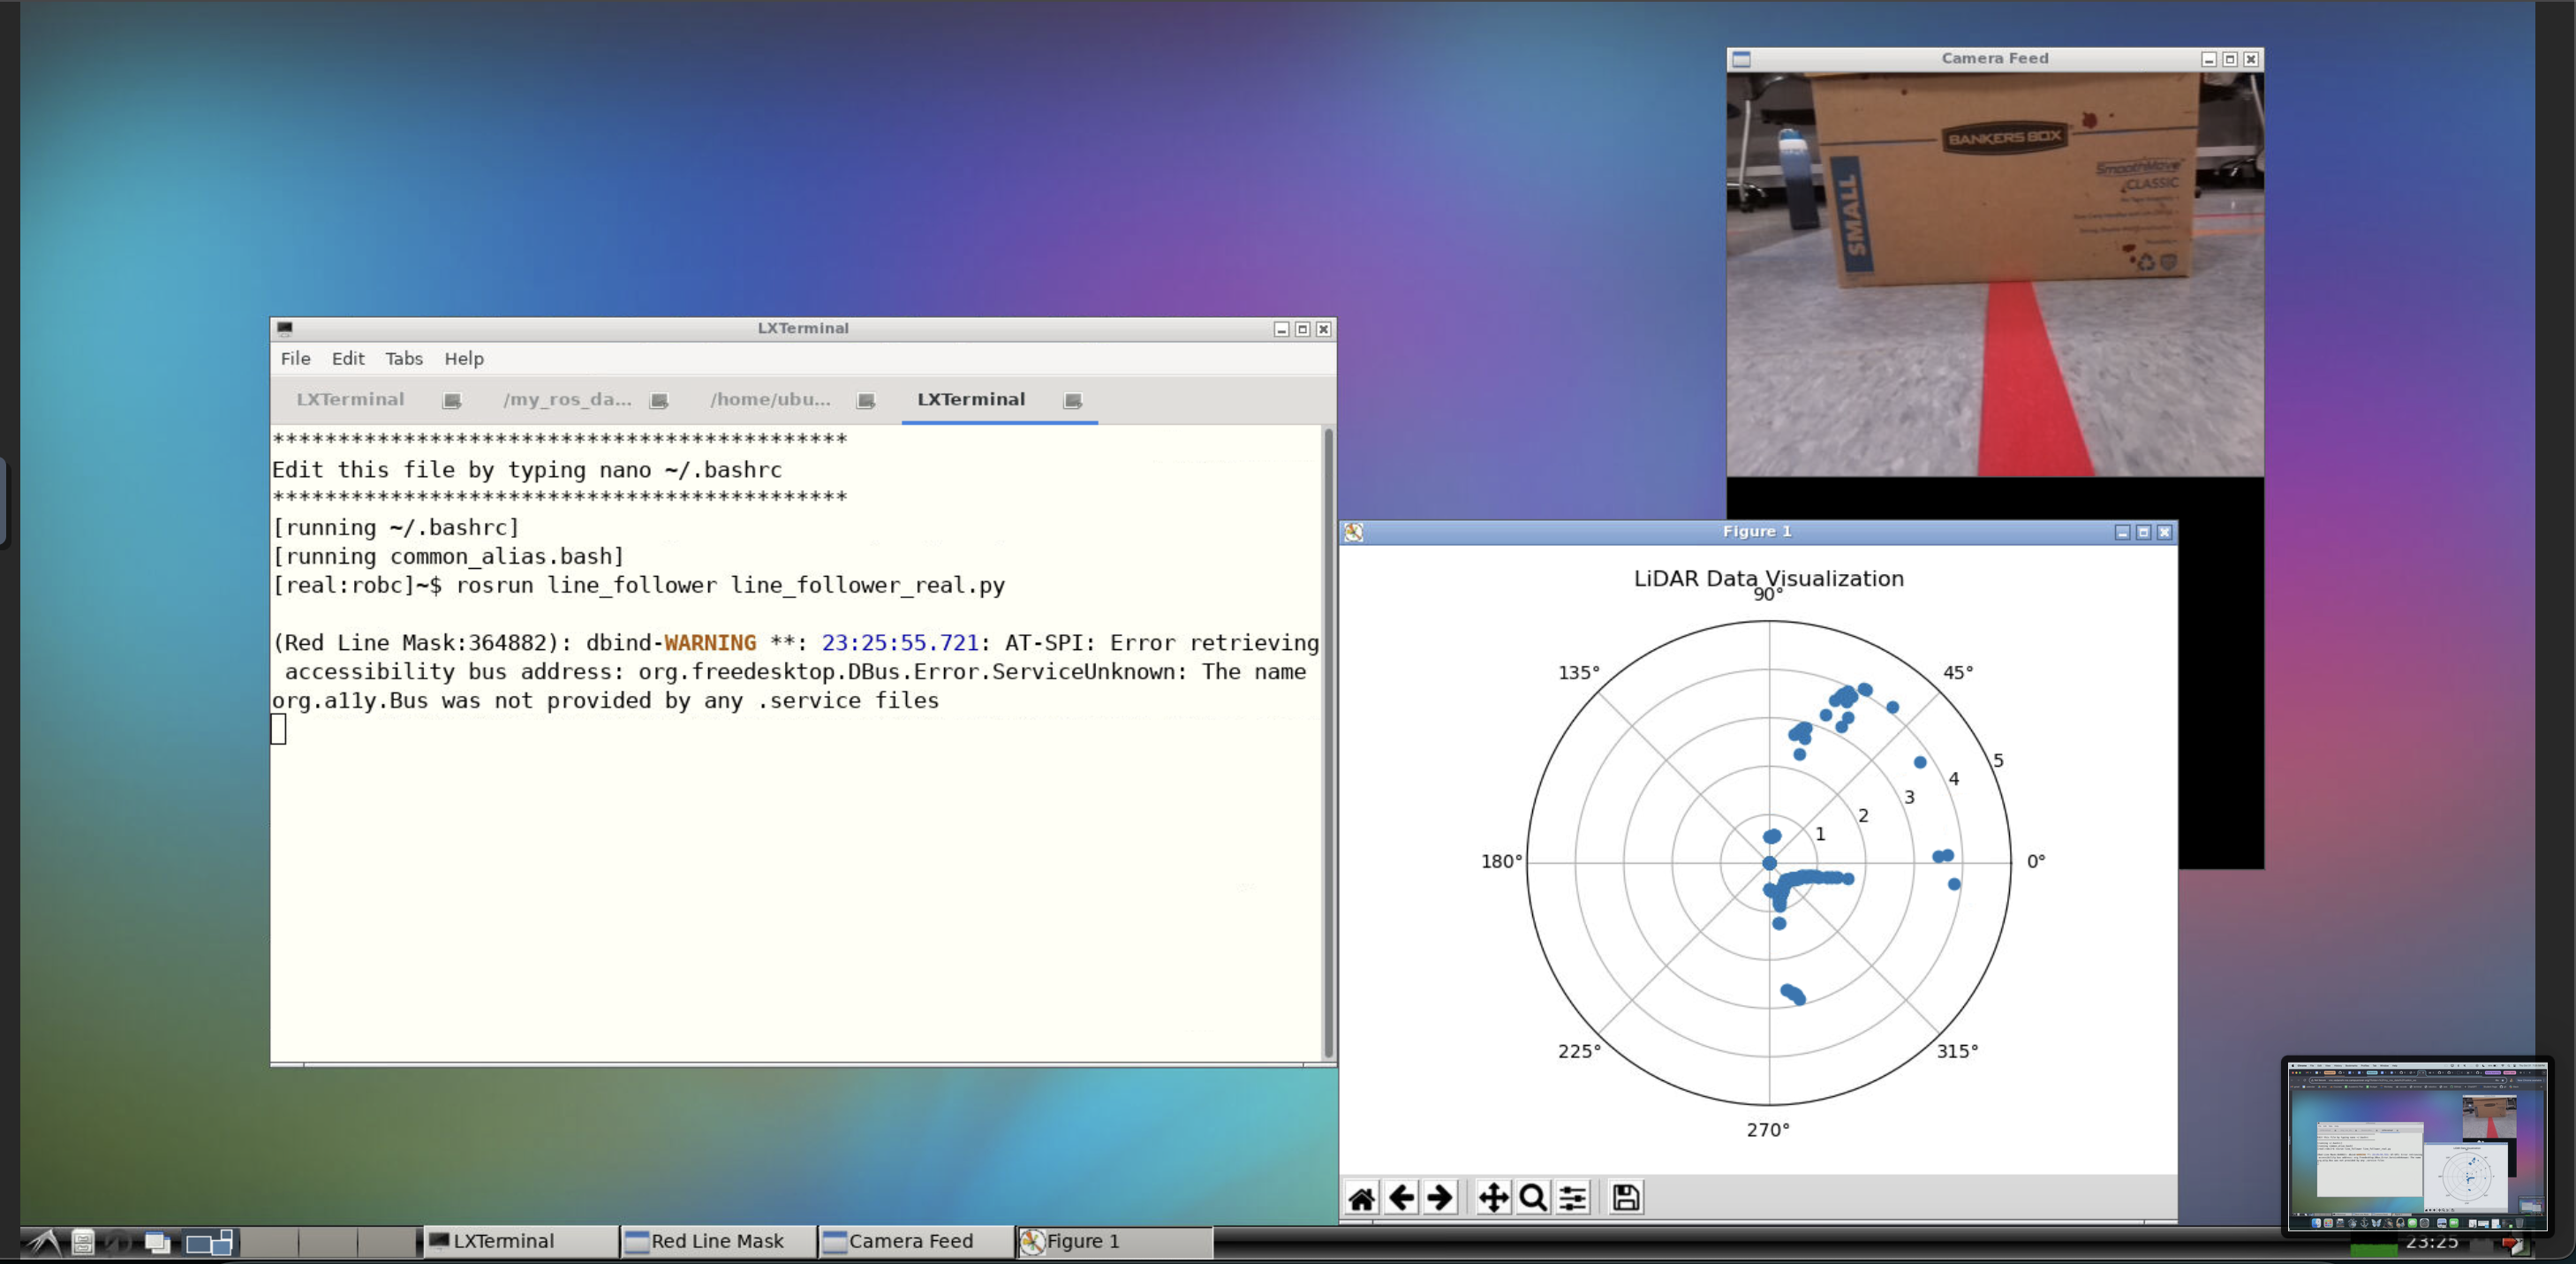 Camera Feed
BANKERS BOX
SmoothMove
CLASSIC
SMALL
LXTerminal
File Edit Tabs Help
LXTerminal /my_ros_da... /home/ubu... LXTerminal
********************************************
Edit this file by typing nano ~/.bashrc
********************************************
[running ~/.bashrc]
[running common_alias.bash]
[real:robc]~$ rosrun line_follower line_follower_real.py
(Red Line Mask:364882): dbind-WARNING **: 23:25:55.721: AT-SPI: Error retrieving
accessibility bus address: org.freedesktop.DBus.Error.ServiceUnknown: The name
org.a11y.Bus was not provided by any .service files
Figure 1
LiDAR Data Visualization
90°
135° 45°
5
4
3
2
1
180° 0°
225° 315°
270°
LXTerminal Red Line Mask Camera Feed Figure 1 23:25